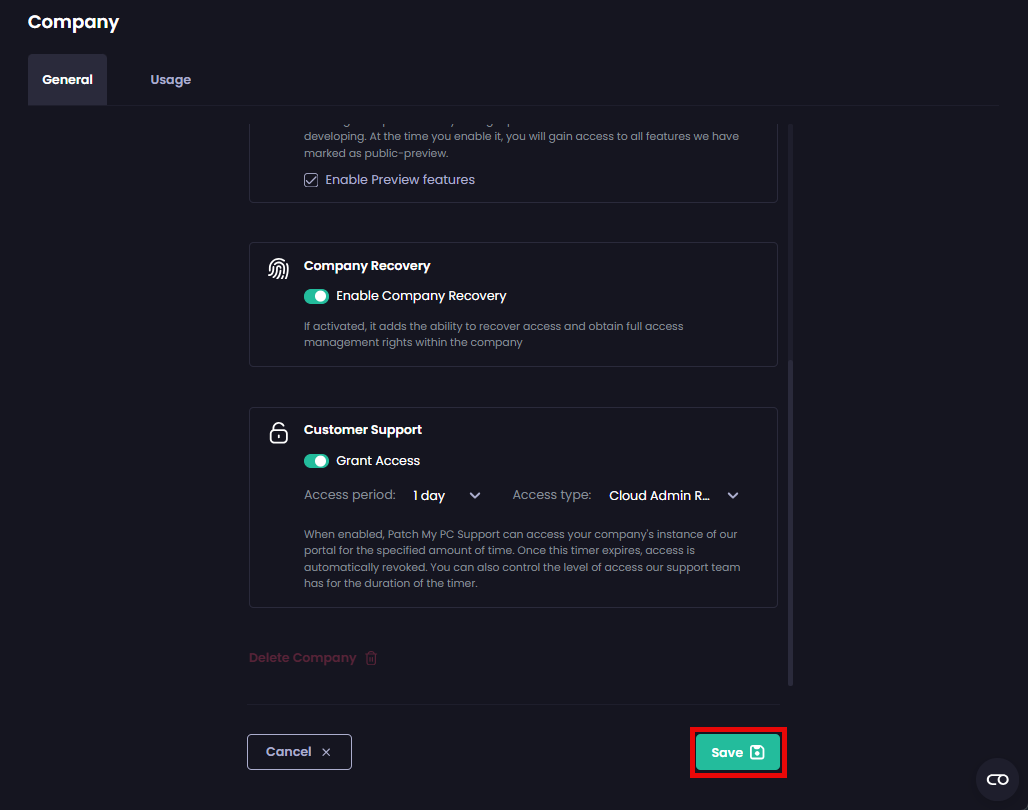 Company
General
Usage
developing. At the time you enable it, you will gain access to all features we have
marked as public-preview.
Enable Preview features
Company Recovery
Enable Company Recovery
If activated, it adds the ability to recover access and obtain full access
management rights within the company
Customer Support
Grant Access
Access period: 1 day Access type: Cloud Admin R...
When enabled, Patch My PC Support can access your company's instance of our
portal for the specified amount of time. Once this timer expires, access is
automatically revoked. You can also control the level of access our support team
has for the duration of the timer.
Delete Company
Cancel
Save